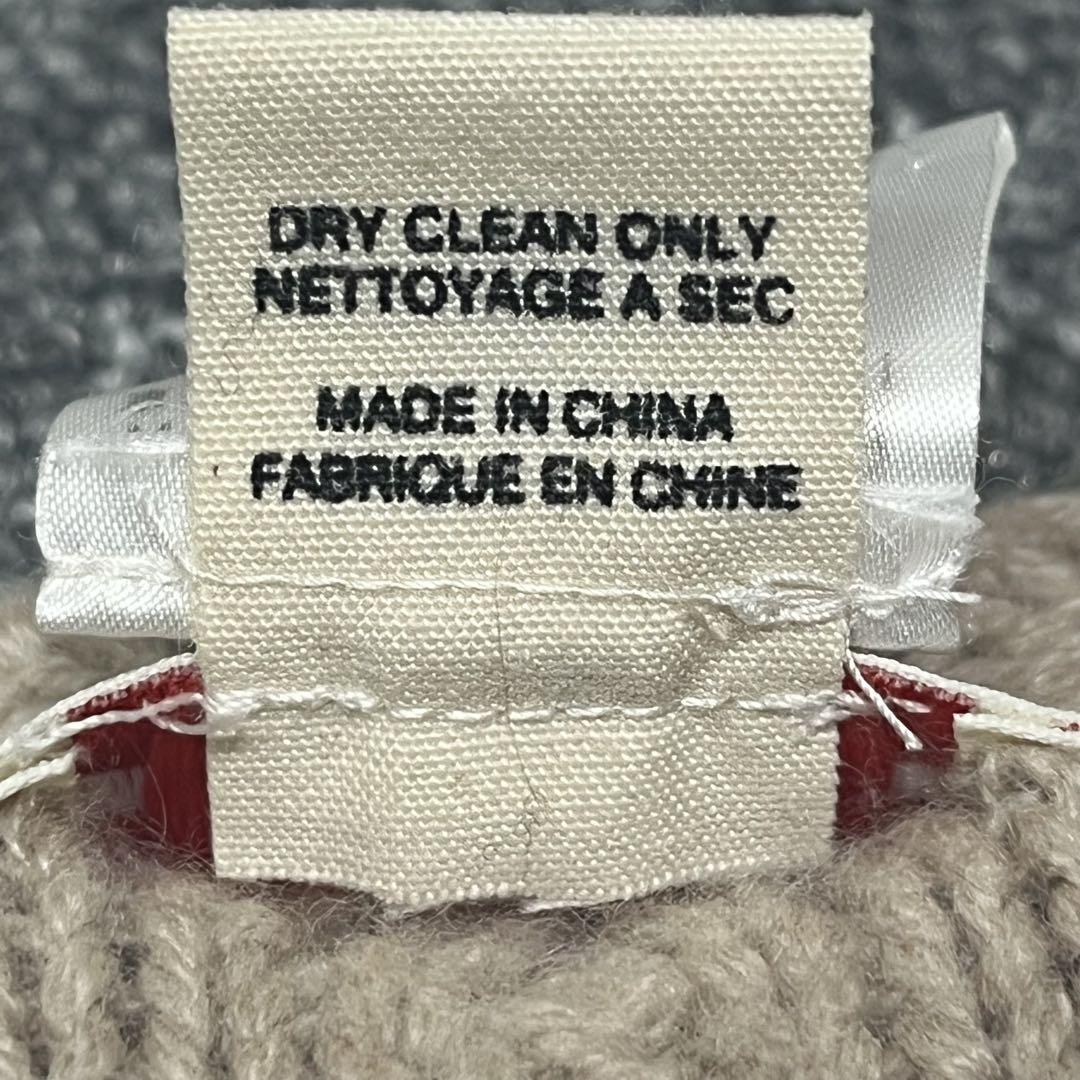 DRY CLEAN ONLY
NETTOYAGE A SEC
MADE IN CHINA
FABRIQUE EN CHINE